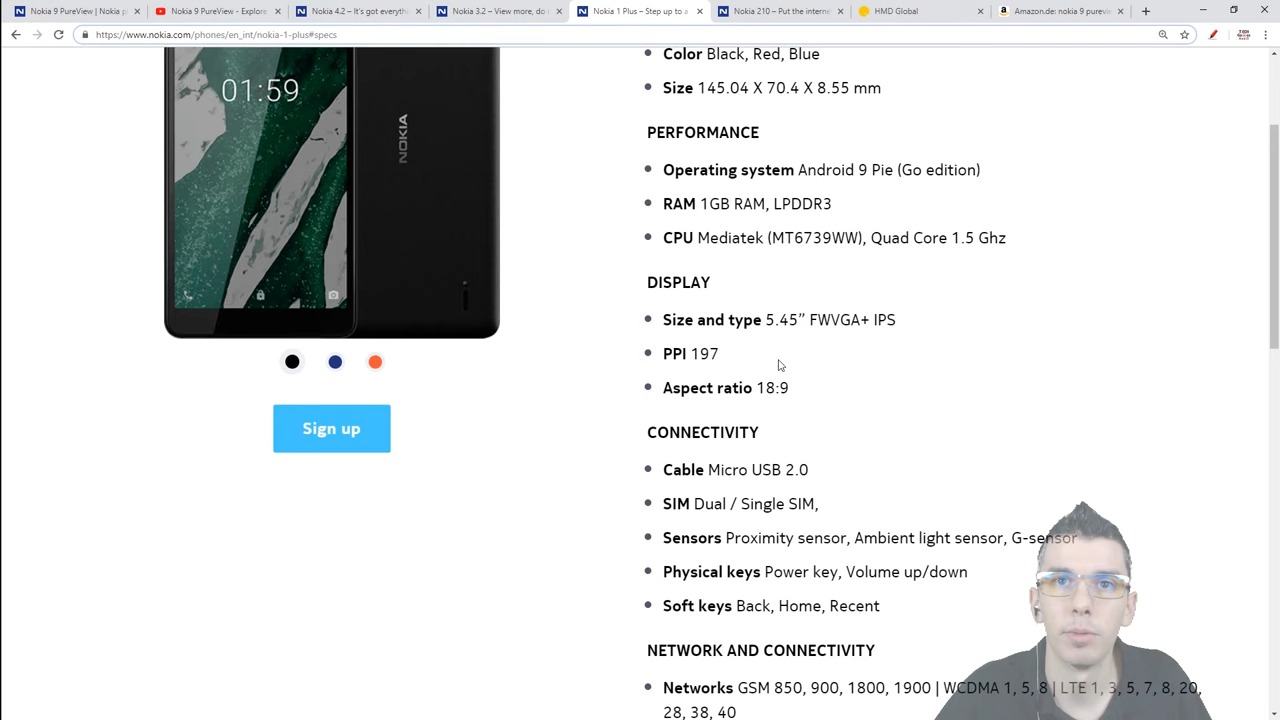 Nokia 9 PureView | Nokia p
Nokia 9 PureView - Explore
Nokia 4.2 – It's got everyth
Nokia 3.2 – View more, do
Nokia 1 Plus – Step up to a
Nokia 210 – Put the internet
HMD Global
Amazon.de: nokia 9 purevie
https://www.nokia.com/phones/en_int/nokia-1-plus#specs
01:59
NOKIA
Sign up
Color Black, Red, Blue
Size 145.04 X 70.4 X 8.55 mm
PERFORMANCE
Operating system Android 9 Pie (Go edition)
RAM 1GB RAM, LPDDR3
CPU Mediatek (MT6739WW), Quad Core 1.5 Ghz
DISPLAY
Size and type 5.45” FWVGA+ IPS
PPI 197
Aspect ratio 18:9
CONNECTIVITY
Cable Micro USB 2.0
SIM Dual / Single SIM,
Sensors Proximity sensor, Ambient light sensor, G-sensor
Physical keys Power key, Volume up/down
Soft keys Back, Home, Recent
NETWORK AND CONNECTIVITY
Networks GSM 850, 900, 1800, 1900 | WCDMA 1, 5, 8 | LTE 1, 3, 5, 7, 8, 20,
28, 38, 40